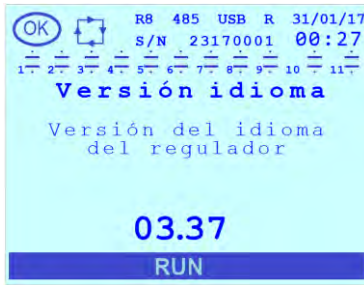 OK R8 485 USB R 31/01/17
S/N 23170001 00:27
1 2 3 4 5 6 7 8 9 10 11
Versión idioma
Versión del idioma
del regulador
03.37
RUN